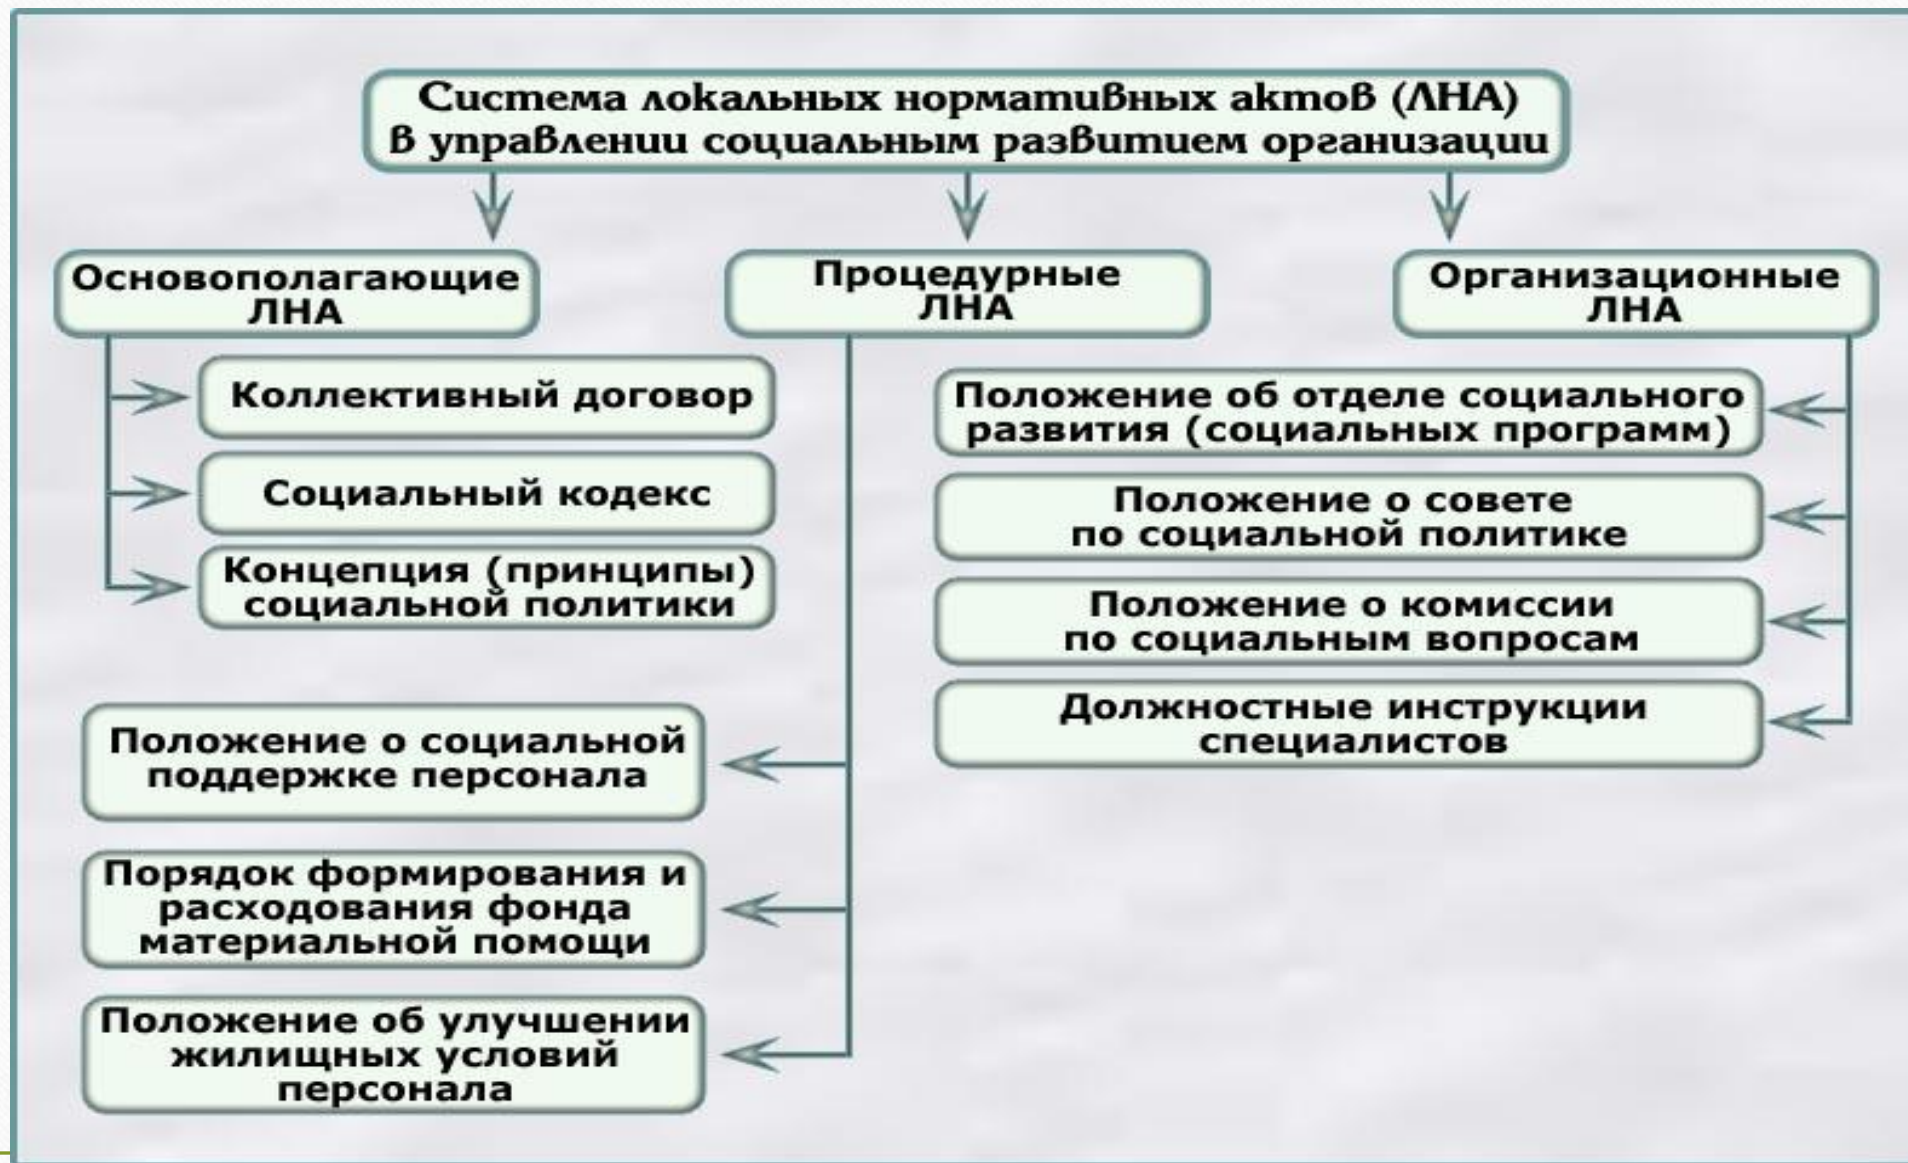 Система локальных нормативных актов (ЛНА)
в управлении социальным развитием организации
Основополагающие
ЛНА
Коллективный договор
Социальный кодекс
Концепция (принципы)
социальной политики
Процедурные
ЛНА
Положение о социальной
поддержке персонала
Порядок формирования и
расходования фонда
материальной помощи
Положение об улучшении
жилищных условий
персонала
Организационные
ЛНА
Положение об отделе социального
развития (социальных программ)
Положение о совете
по социальной политике
Положение о комиссии
по социальным вопросам
Должностные инструкции
специалистов